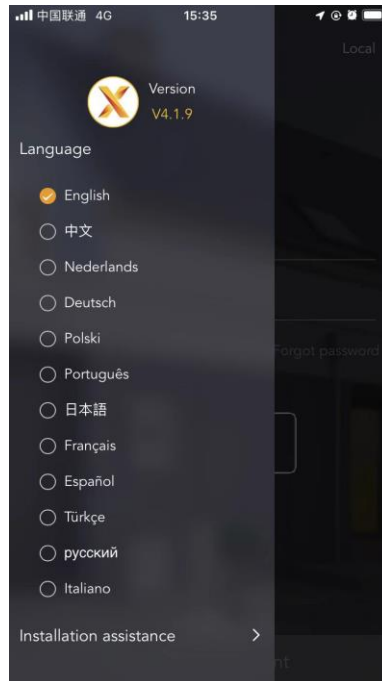 中国联通 4G 15:35
Local
Version
V4.1.9
Language
English
中文
Nederlands
Deutsch
Polski
Português
Forgot password
日本語
Français
Español
Türkçe
русский
Italiano
Installation assistance